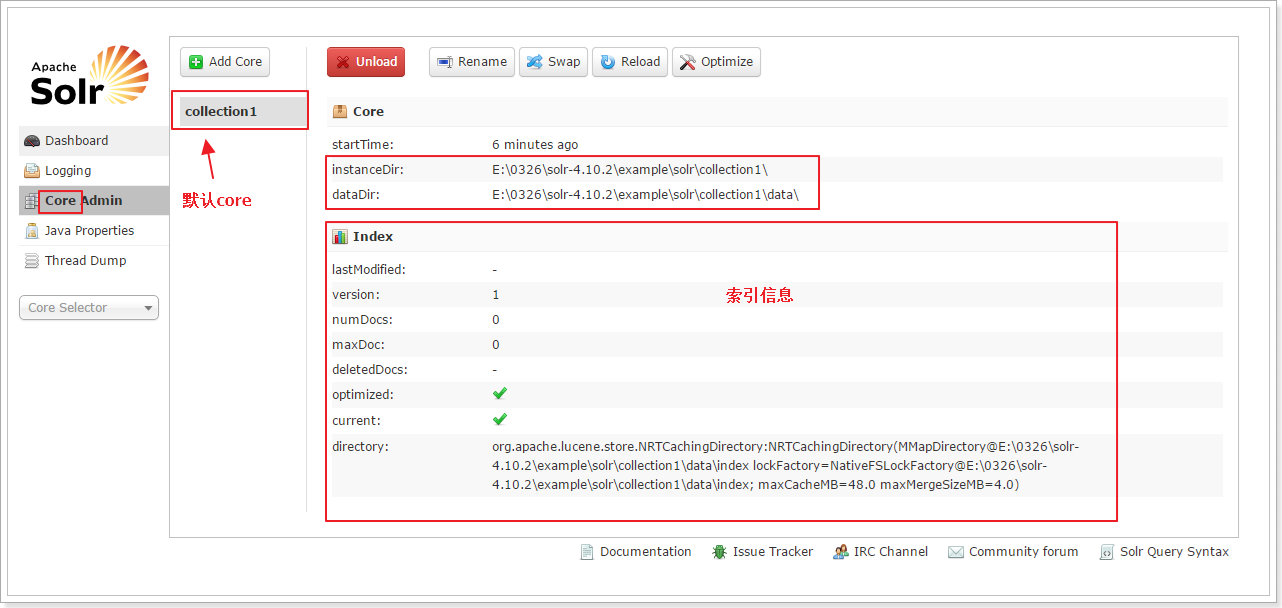 Apache
Solr
Dashboard
Logging
Core Admin
Java Properties
Thread Dump
Core Selector
Add Core
collection1
默认core
Unload
Rename
Swap
Reload
Optimize
Core
startTime: 6 minutes ago
instanceDir: E:\0326\solr-4.10.2\example\solr\collection1\
dataDir: E:\0326\solr-4.10.2\example\solr\collection1\data\
Index
lastModified: -
version: 1
索引信息
numDocs: 0
maxDoc: 0
deletedDocs: -
optimized:
current:
directory: org.apache.lucene.store.NRTCachingDirectory:NRTCachingDirectory(MMapDirectory@E:\0326\solr-
4.10.2\example\solr\collection1\data\index lockFactory=NativeFSLockFactory@E:\0326\solr-
4.10.2\example\solr\collection1\data\index; maxCacheMB=48.0 maxMergeSizeMB=4.0)
Documentation
Issue Tracker
IRC Channel
Community forum
Solr Query Syntax